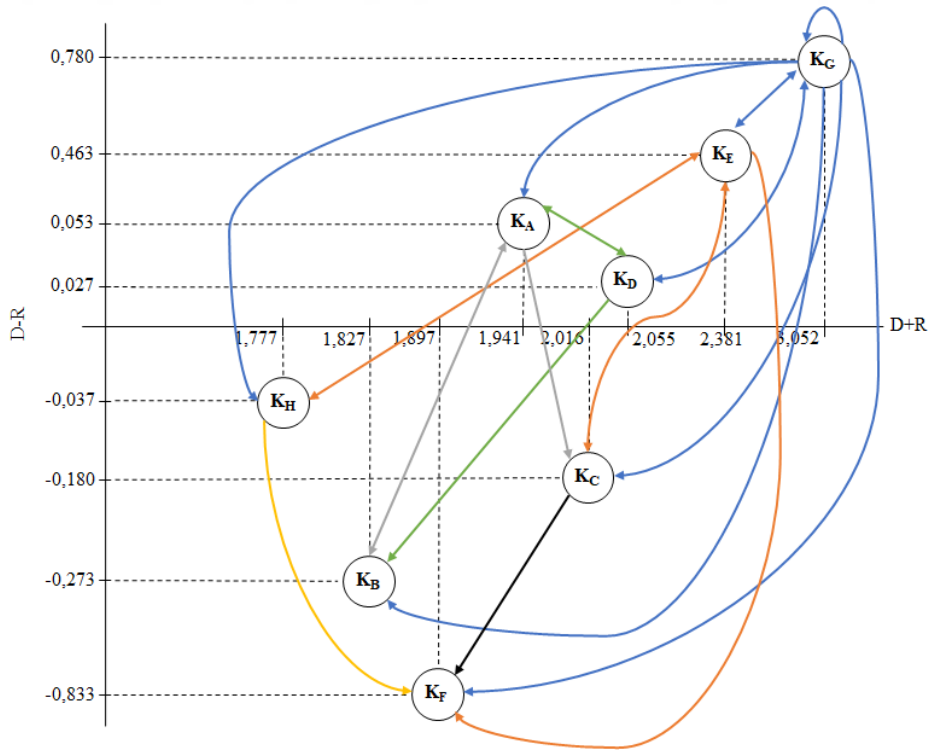 0,780
K_G
0,463
K_E
0,053
K_A
0,027
K_D
D-R
D+R
1,777
1,827
1,897
1,941
2,016
2,055
2,381
3,052
-0,037
K_H
-0,180
K_C
-0,273
K_B
-0,833
K_F